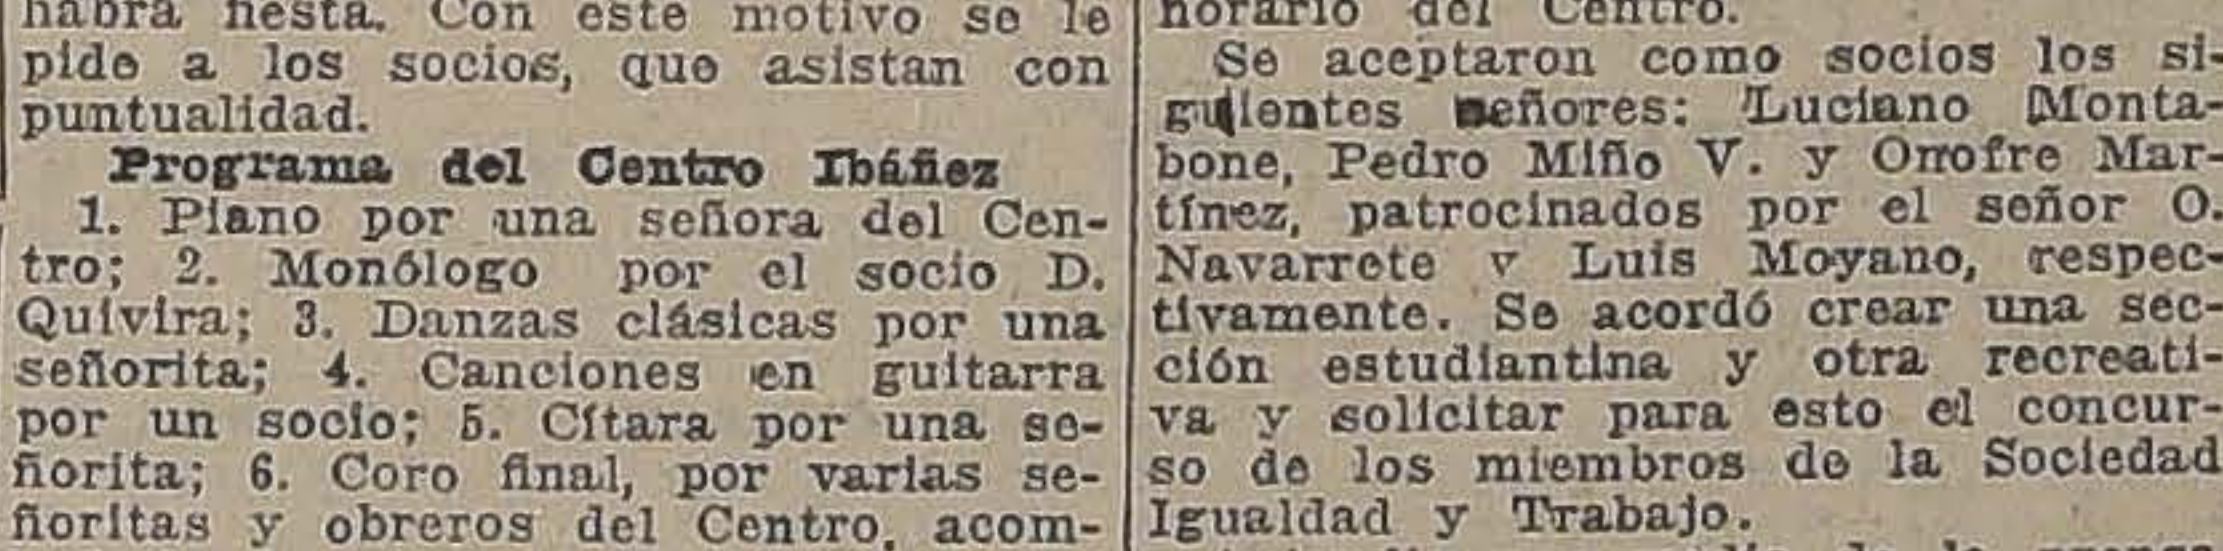 habrá fiesta. Con este motivo se le
pide a los socios, que asistan con
puntualidad.
Programa del Centro Ibáñez
1. Piano por una señora del Cen-
tro; 2. Monólogo por el socio D.
Quivira; 3. Danzas clásicas por una
señorita; 4. Canciones en guitarra
por un socio; 5. Cítara por una se-
ñorita; 6. Coro final, por varias se-
ñoritas y obreros del Centro, acom-
horario del Centro.
Se aceptaron como socios los si-
guientes señores: Luciano Monta-
bone, Pedro Miño V. y Onofre Mar-
tínez, patrocinados por el señor O.
Navarrete y Luis Moyano, respec-
tivamente. Se acordó crear una sec-
ción estudiantina y otra recreati-
va y solicitar para esto el concur-
so de los miembros de la Sociedad
Igualdad y Trabajo.